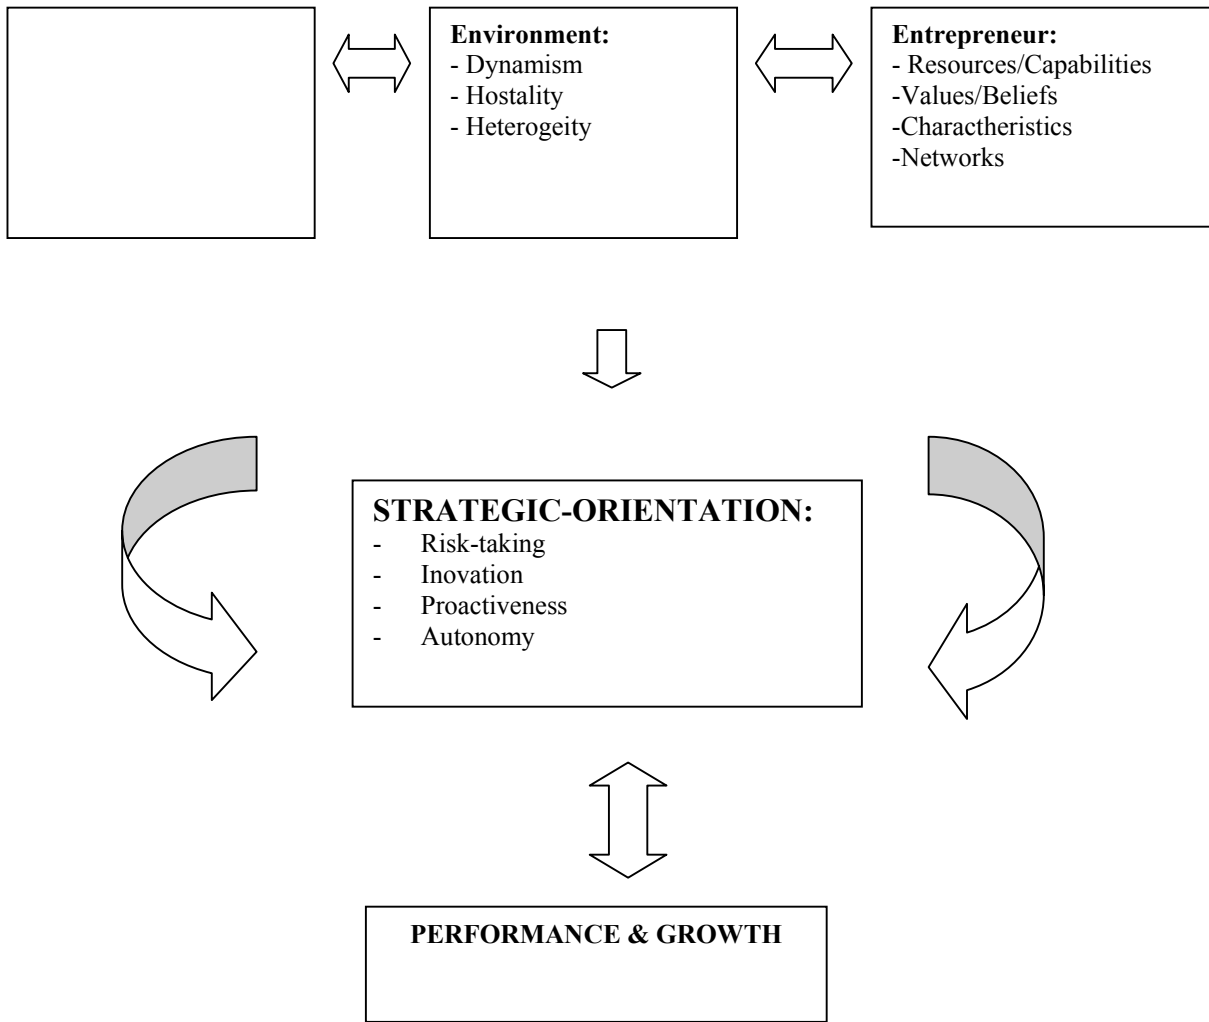 Environment:
- Dynamism
- Hostality
- Heterogeity
Entrepreneur:
- Resources/Capabilities
-Values/Beliefs
-Charactheristics
-Networks
STRATEGIC-ORIENTATION:
- Risk-taking
- Inovation
- Proactiveness
- Autonomy
PERFORMANCE & GROWTH